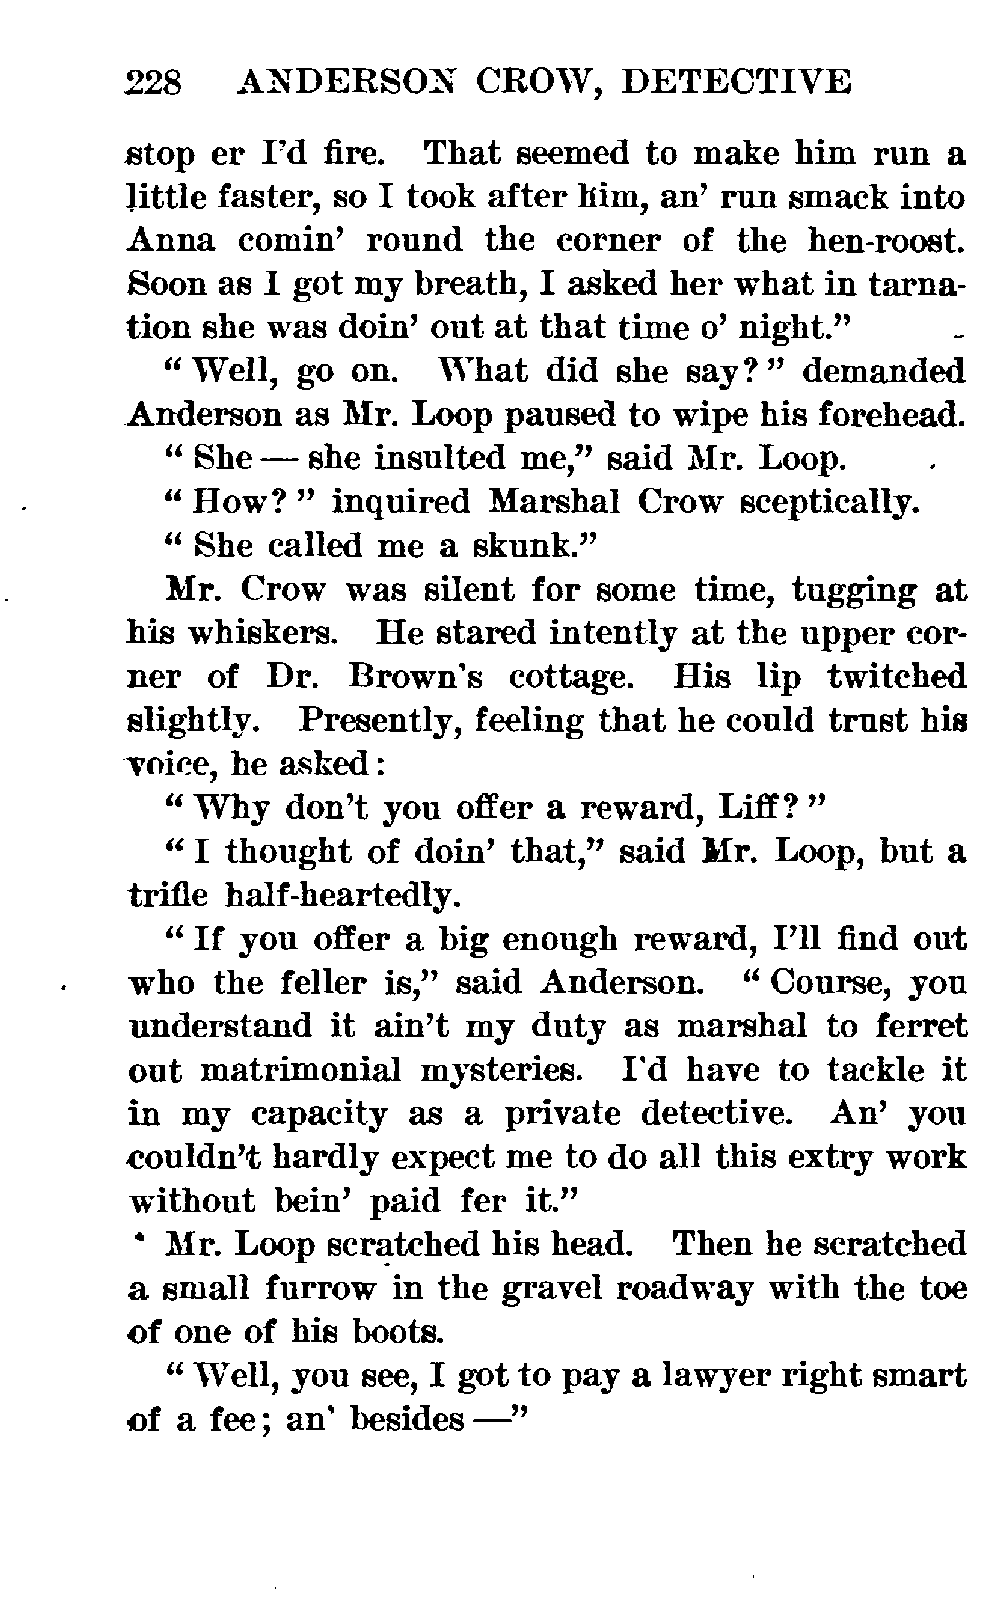 228 ANDERSON CROW, DETECTIVE
stop er I'd fire. That seemed to make him run a
little faster, so I took after him, an' run smack into
Anna comin' round the corner of the hen-roost.
Soon as I got my breath, I asked her what in tarna-
tion she was doin' out at that time o' night."
" Well, go on. What did she say? " demanded
Anderson as Mr. Loop paused to wipe his forehead.
" She — she insulted me," said Mr. Loop.
" How? " inquired Marshal Crow sceptically.
" She called me a skunk."
Mr. Crow was silent for some time, tugging at
his whiskers. He stared intently at the upper cor-
ner of Dr. Brown's cottage. His lip twitched
slightly. Presently, feeling that he could trust his
voice, he asked :
" Why don't you offer a reward, Liff? "
" I thought of doin' that," said Mr. Loop, but a
trifle half-heartedly.
" If you offer a big enough reward, I'll find out
who the feller is," said Anderson. " Course, you
understand it ain't my duty as marshal to ferret
out matrimonial mysteries. I'd have to tackle it
in my capacity as a private detective. An' you
couldn't hardly expect me to do all this extry work
without bein' paid fer it."
Mr. Loop scratched his head. Then he scratched
a small furrow in the gravel roadway with the toe
of one of his boots.
" Well, you see, I got to pay a lawyer right smart
of a fee; an' besides —"